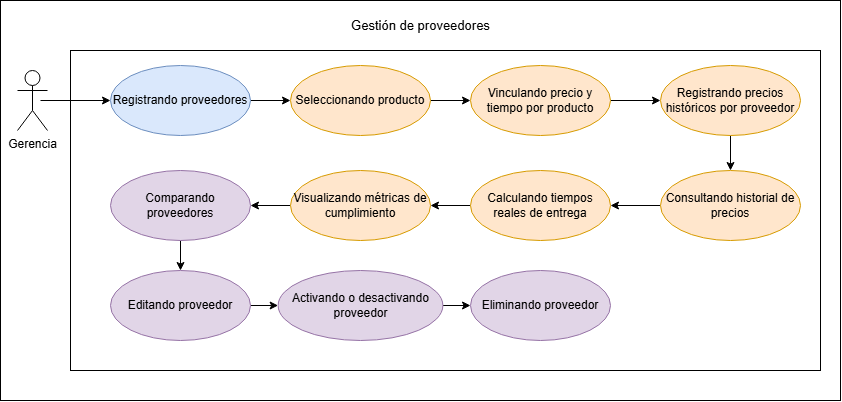 Gestión de proveedores
Gerencia
Registrando proveedores
Seleccionando producto
Vinculando precio y
tiempo por producto
Registrando precios
históricos por proveedor
Comparando
proveedores
Visualizando métricas de
cumplimiento
Calculando tiempos
reales de entrega
Consultando historial de
precios
Editando proveedor
Activando o desactivando
proveedor
Eliminando proveedor